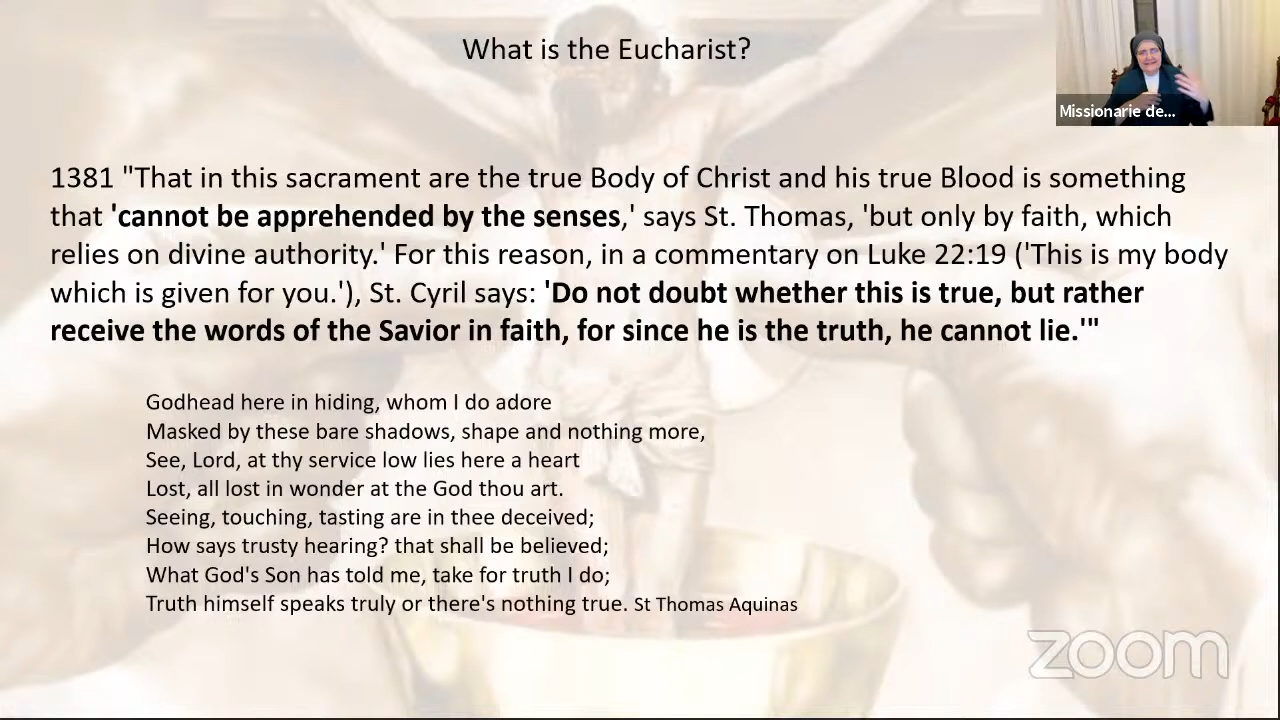 What is the Eucharist?
Missionarie de...
1381 "That in this sacrament are the true Body of Christ and his true Blood is something
that 'cannot be apprehended by the senses,' says St. Thomas, 'but only by faith, which
relies on divine authority.' For this reason, in a commentary on Luke 22:19 ('This is my body
which is given for you.'), St. Cyril says: 'Do not doubt whether this is true, but rather
receive the words of the Savior in faith, for since he is the truth, he cannot lie.'"
Godhead here in hiding, whom I do adore
Masked by these bare shadows, shape and nothing more,
See, Lord, at thy service low lies here a heart
Lost, all lost in wonder at the God thou art.
Seeing, touching, tasting are in thee deceived;
How says trusty hearing? that shall be believed;
What God's Son has told me, take for truth I do;
Truth himself speaks truly or there's nothing true. St Thomas Aquinas
zoom